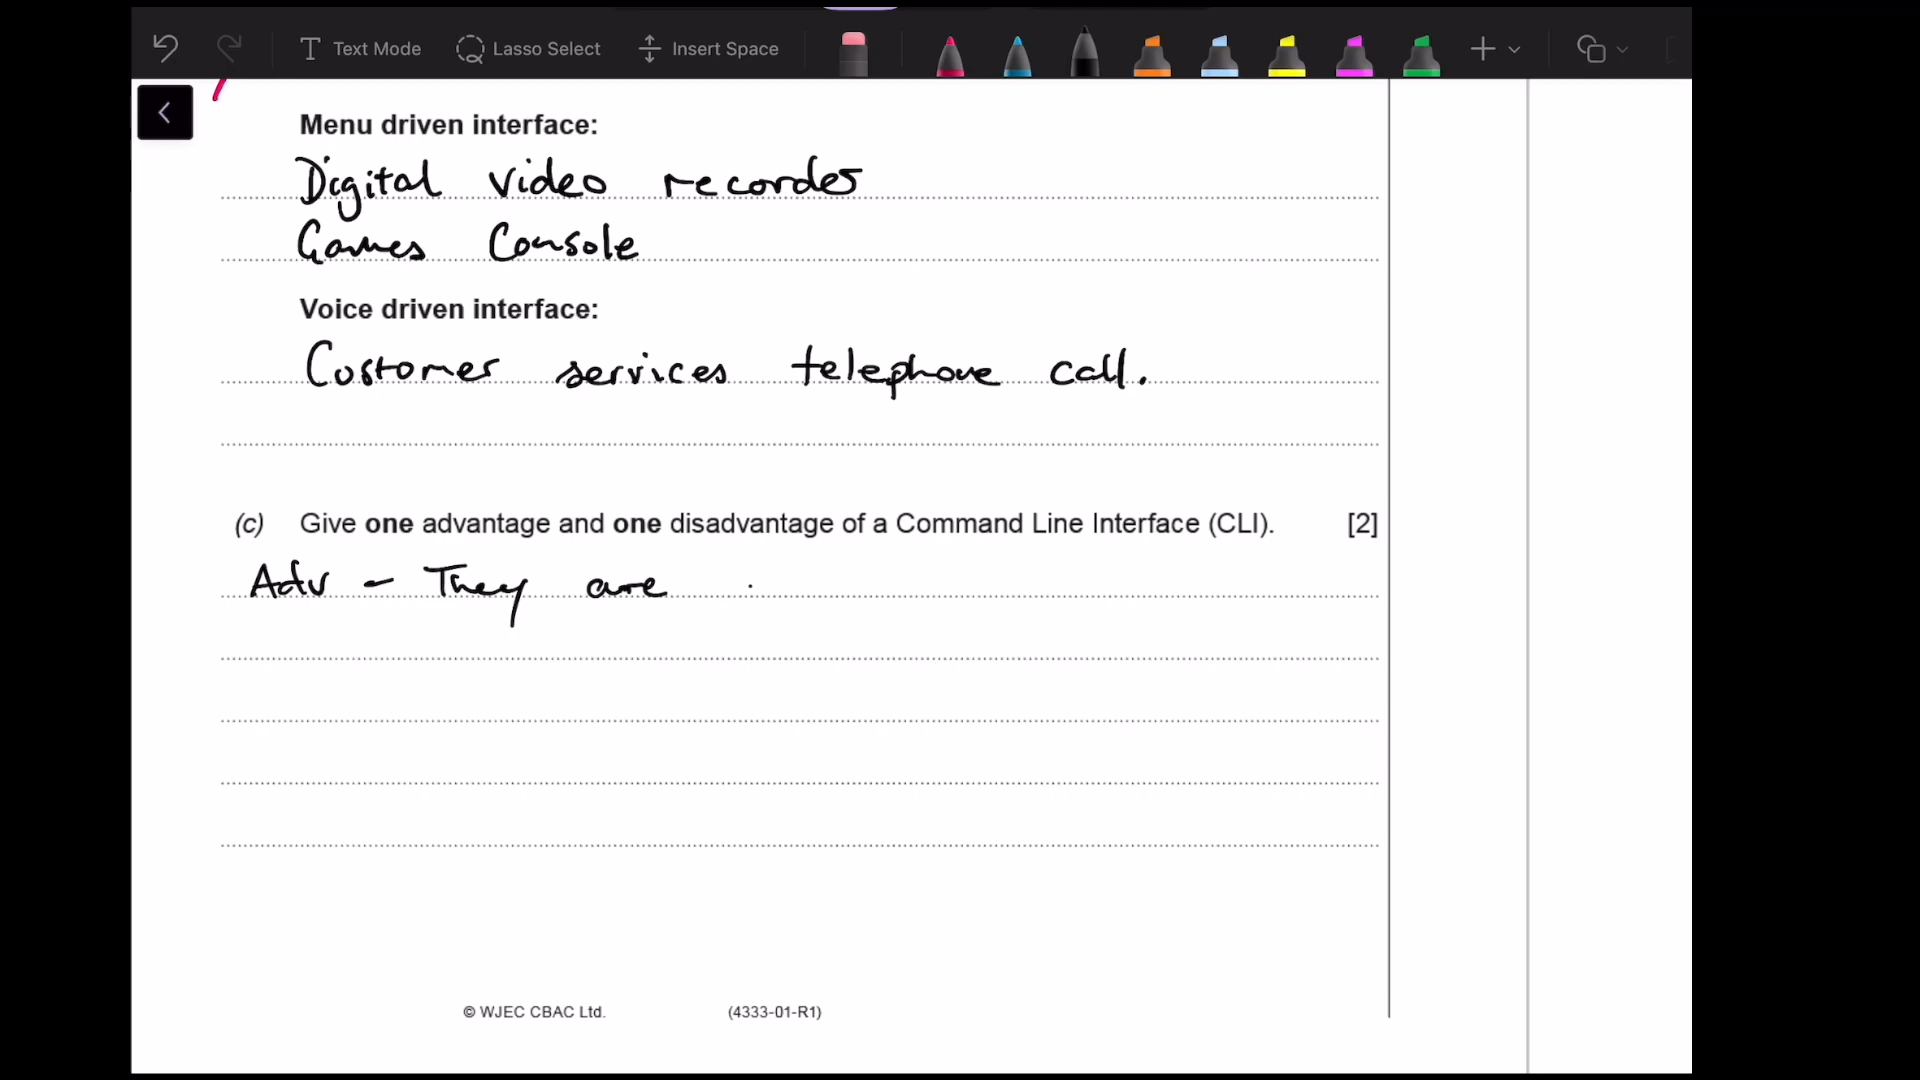 Text Mode Lasso Select Insert Space
Menu driven interface:
Digital video recorder
Games Console
Voice driven interface:
Customer services telephone call.
(c) Give one advantage and one disadvantage of a Command Line Interface (CLI). [2]
Adv - They are
© WJEC CBAC Ltd. (4333-01-R1)